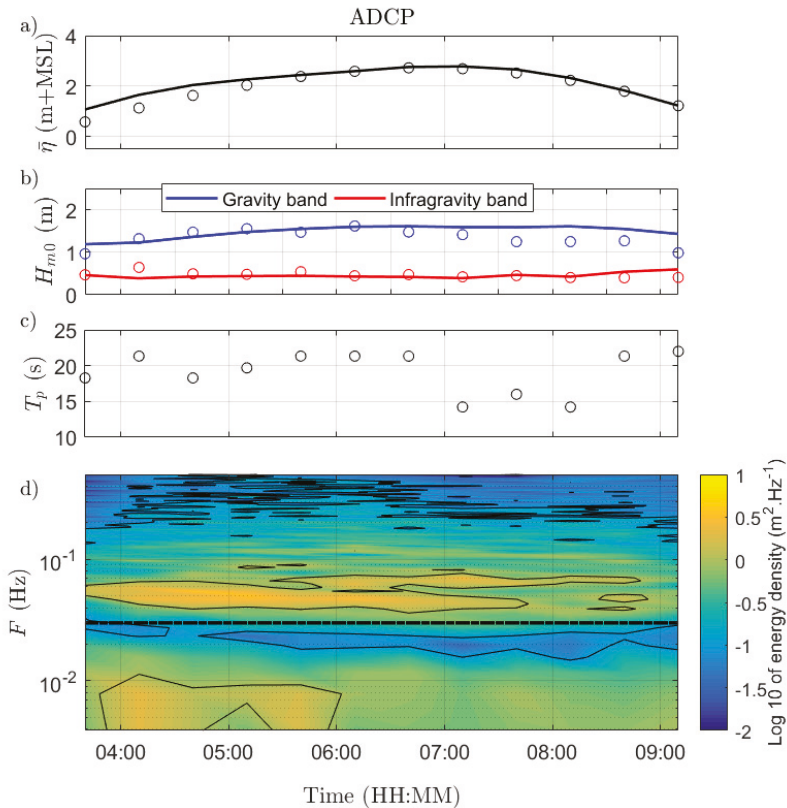 ADCP
a)
4
2
0
η̄ (m+MSL)
b)
Gravity band
Infragravity band
2
1
0
H_{m0} (m)
c)
25
20
15
10
T_p (s)
d)
10⁻¹
10⁻²
F (Hz)
1
0.5
0
-0.5
-1
-1.5
-2
Log 10 of energy density (m².Hz⁻¹)
04:00 05:00 06:00 07:00 08:00 09:00
Time (HH:MM)